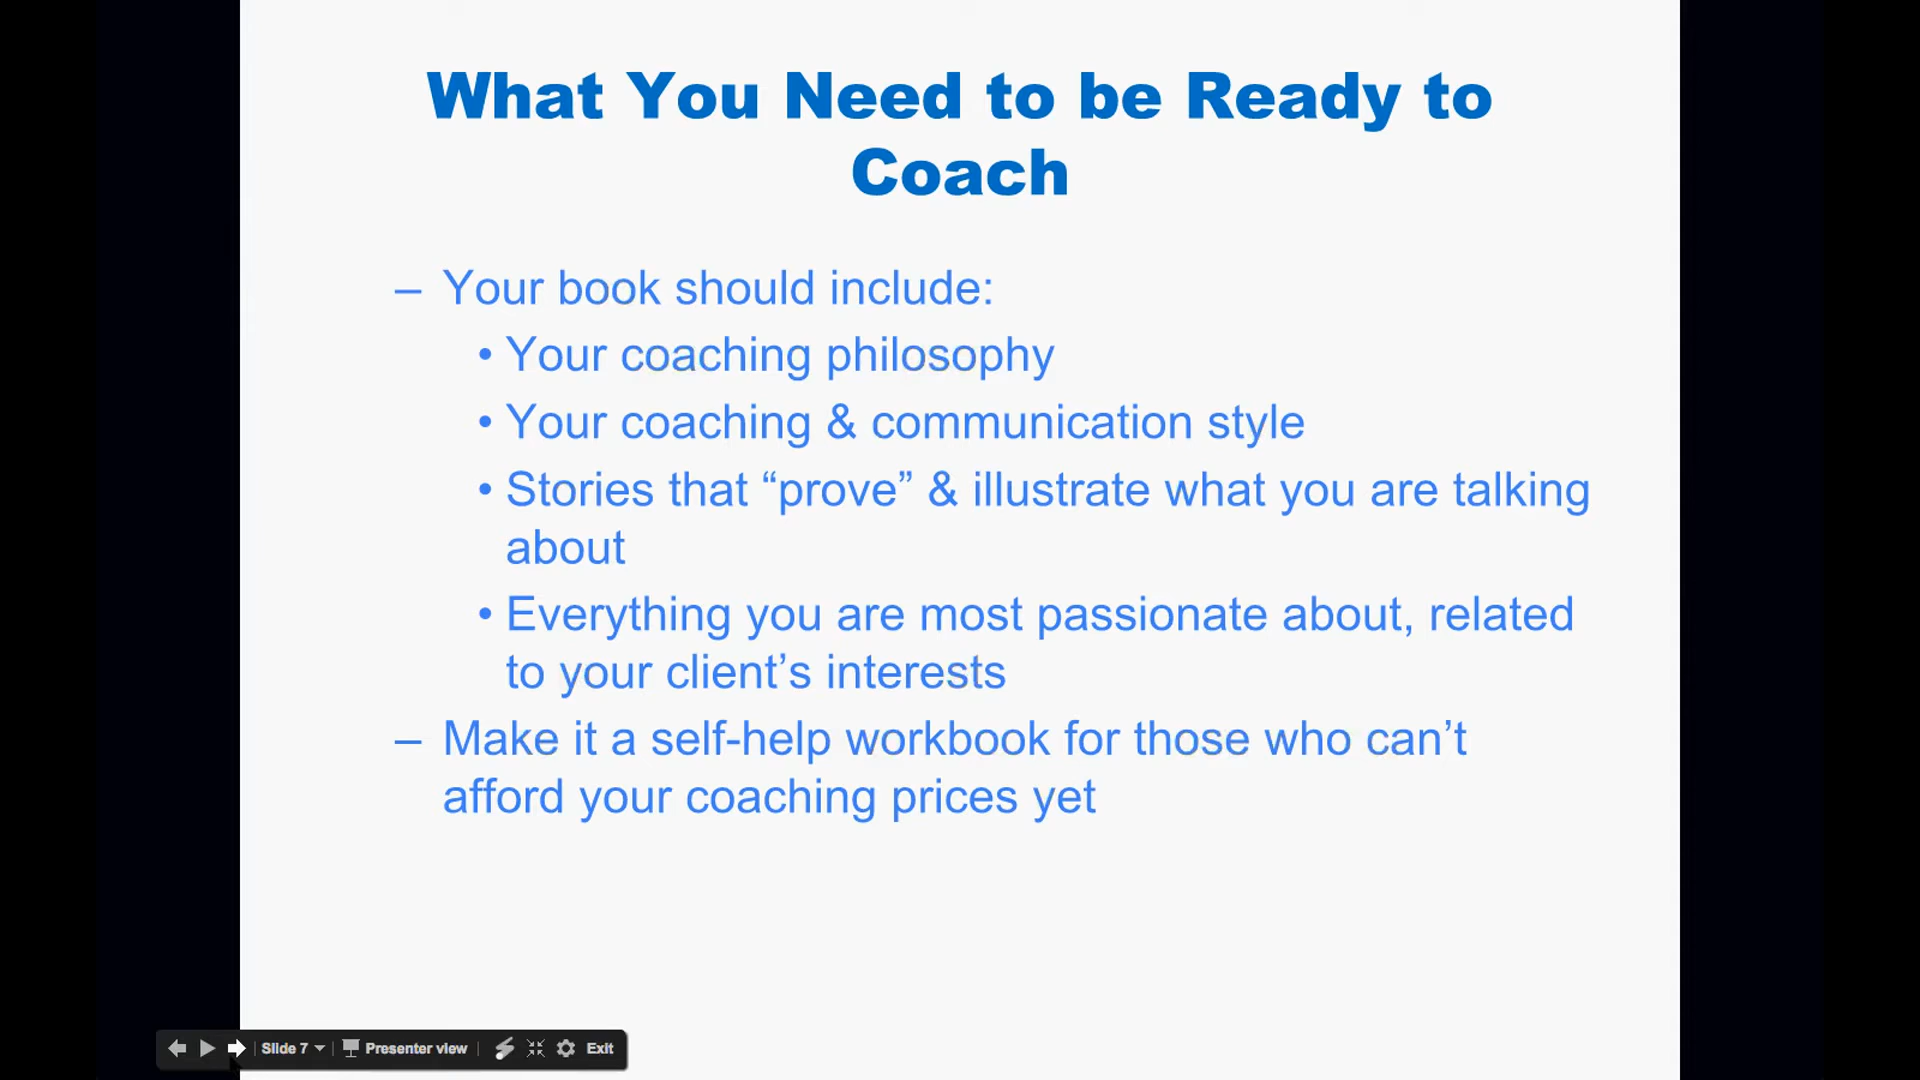 What You Need to be Ready to
Coach
– Your book should include:
• Your coaching philosophy
• Your coaching & communication style
• Stories that “prove” & illustrate what you are talking
about
• Everything you are most passionate about, related
to your client’s interests
– Make it a self-help workbook for those who can’t
afford your coaching prices yet
Slide 7 Presenter view Exit